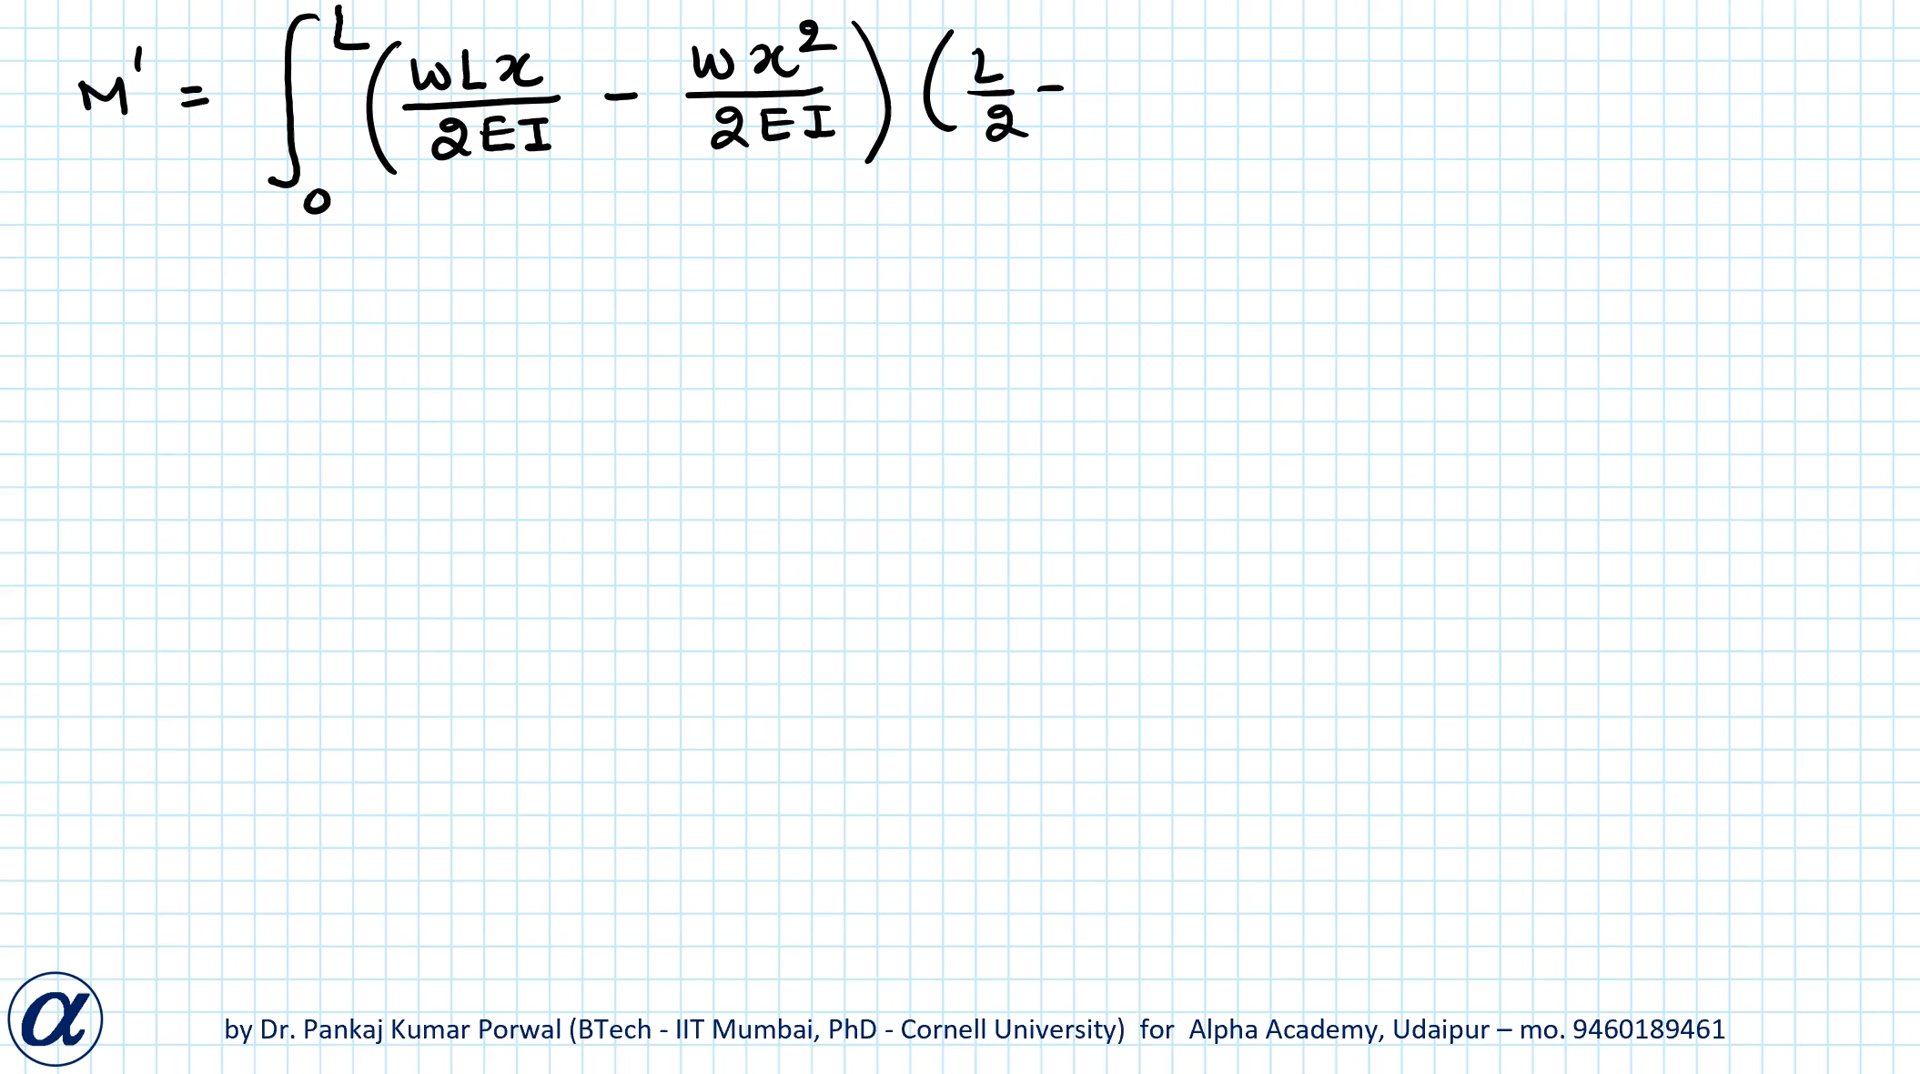 M' = ∫₀ᴸ (wLx/2EI - wx²/2EI) (L/2 -
α by Dr. Pankaj Kumar Porwal (BTech - IIT Mumbai, PhD - Cornell University) for Alpha Academy, Udaipur – mo. 9460189461